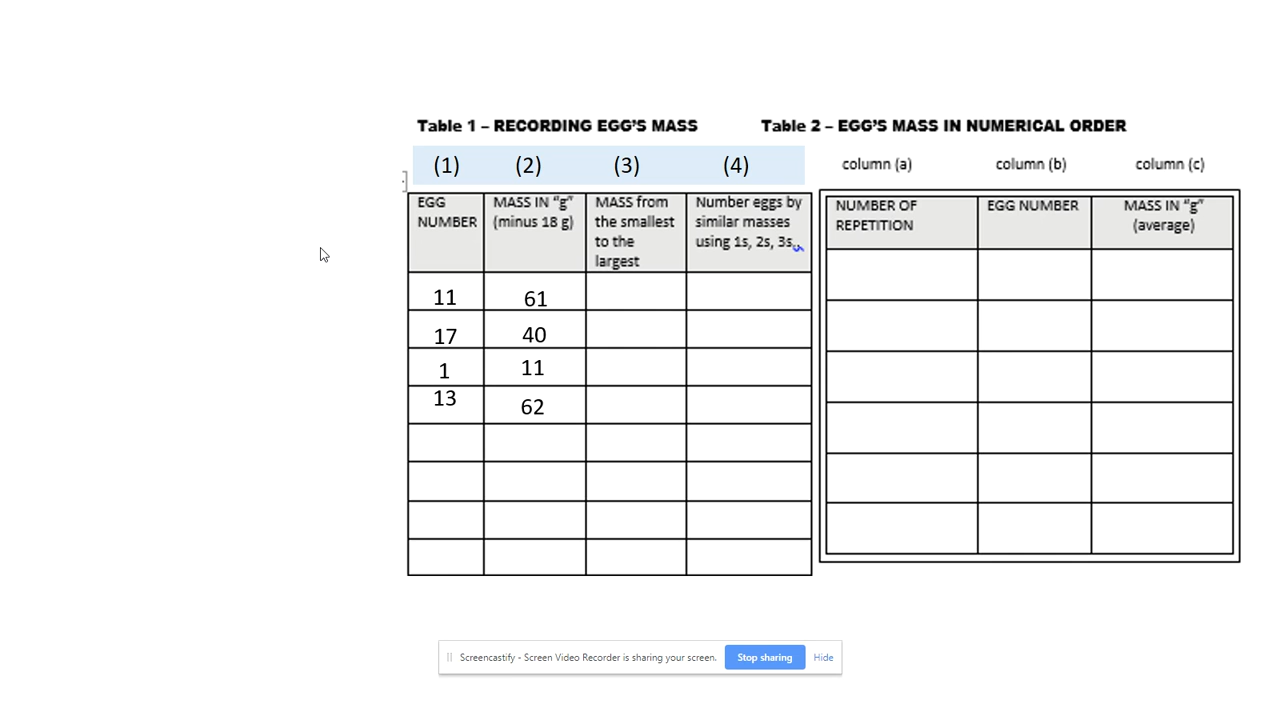 Table 1 – RECORDING EGG'S MASS
Table 2 – EGG'S MASS IN NUMERICAL ORDER
(1) (2) (3) (4)
column (a) column (b) column (c)
EGG
NUMBER
MASS IN "g"
(minus 18 g)
MASS from
the smallest
to the
largest
Number eggs by
similar masses
using 1s, 2s, 3s,
NUMBER OF
REPETITION
EGG NUMBER
MASS IN "g"
(average)
11 61
17 40
1 11
13 62
Screencastify - Screen Video Recorder is sharing your screen.
Stop sharing
Hide